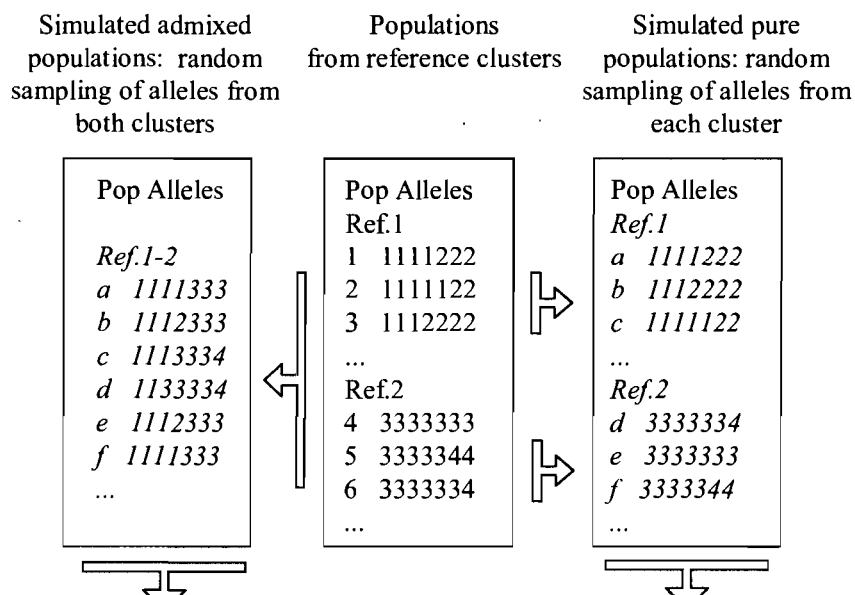 Simulated admixed
populations: random
sampling of alleles from
both clusters
Populations
from reference clusters
Simulated pure
populations: random
sampling of alleles from
each cluster
Pop Alleles
Ref.1-2
a 1111333
b 1112333
c 1113334
d 1133334
e 1112333
f 1111333
...
Pop Alleles
Ref.1
1 1111222
2 1111122
3 1112222
...
Ref.2
4 3333333
5 3333344
6 3333334
...
Pop Alleles
Ref.1
a 1111222
b 1112222
c 1111122
...
Ref.2
d 3333334
e 3333333
f 3333344
...